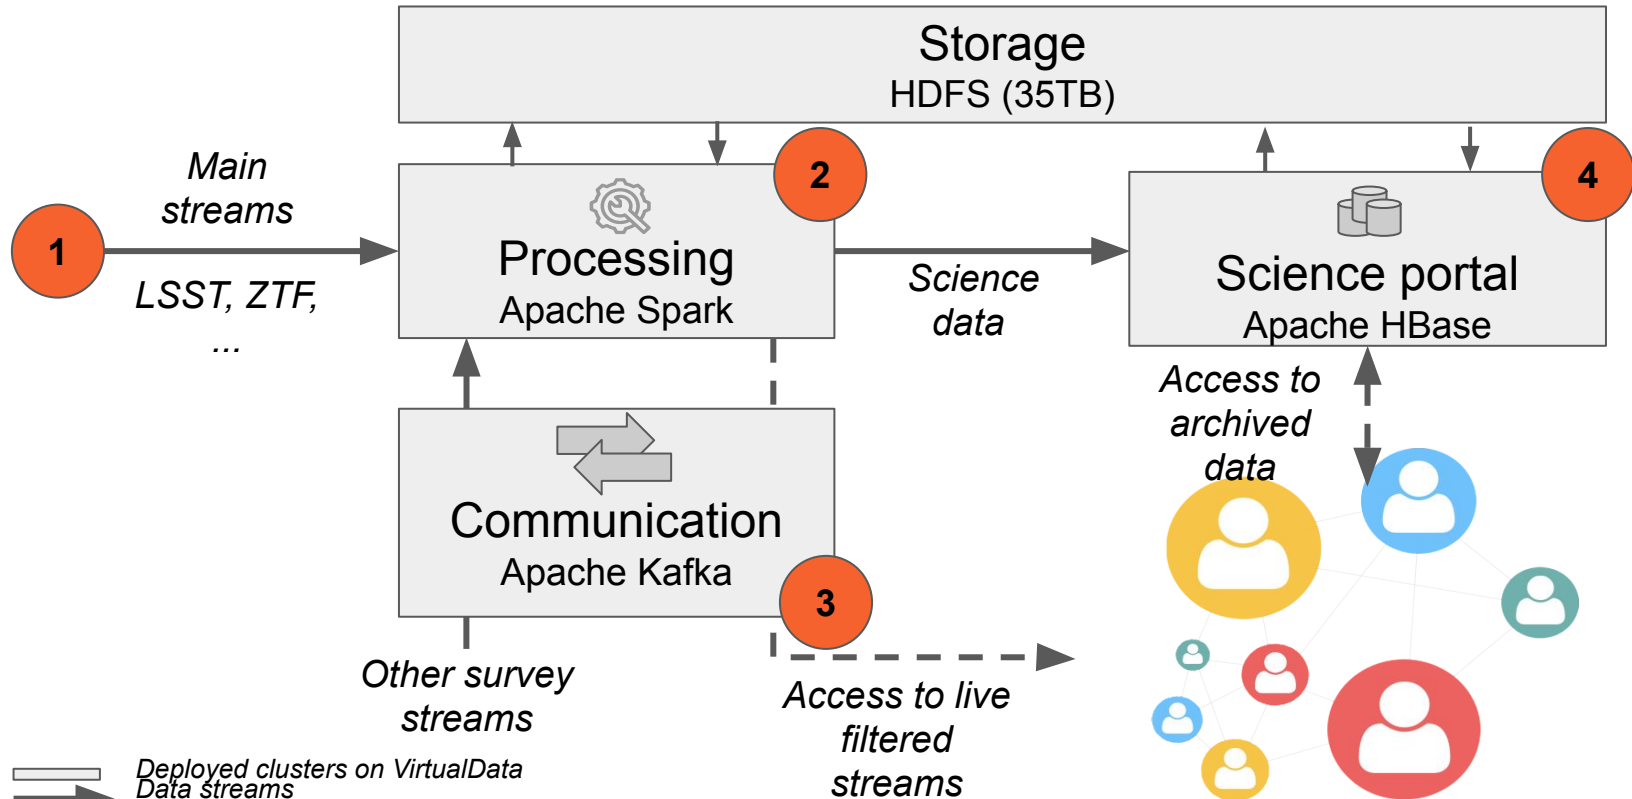 Storage
HDFS (35TB)
Main
streams
1
LSST, ZTF,
...
2
Processing
Apache Spark
Science
data
4
Science portal
Apache HBase
Communication
Apache Kafka
3
Access to
archived
data
Other survey
streams
Access to live
filtered
streams
Deployed clusters on VirtualData
Data streams